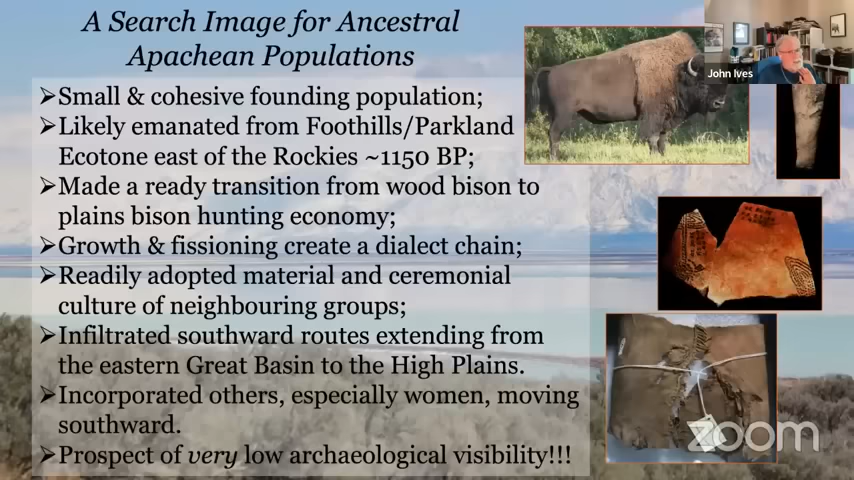 A Search Image for Ancestral
Apachean Populations
➢Small & cohesive founding population;
➢Likely emanated from Foothills/Parkland
Ecotone east of the Rockies ~1150 BP;
➢Made a ready transition from wood bison to
plains bison hunting economy;
➢Growth & fissioning create a dialect chain;
➢Readily adopted material and ceremonial
culture of neighbouring groups;
➢Infiltrated southward routes extending from
the eastern Great Basin to the High Plains.
➢Incorporated others, especially women, moving
southward.
➢Prospect of very low archaeological visibility!!!
John Ives
zoom